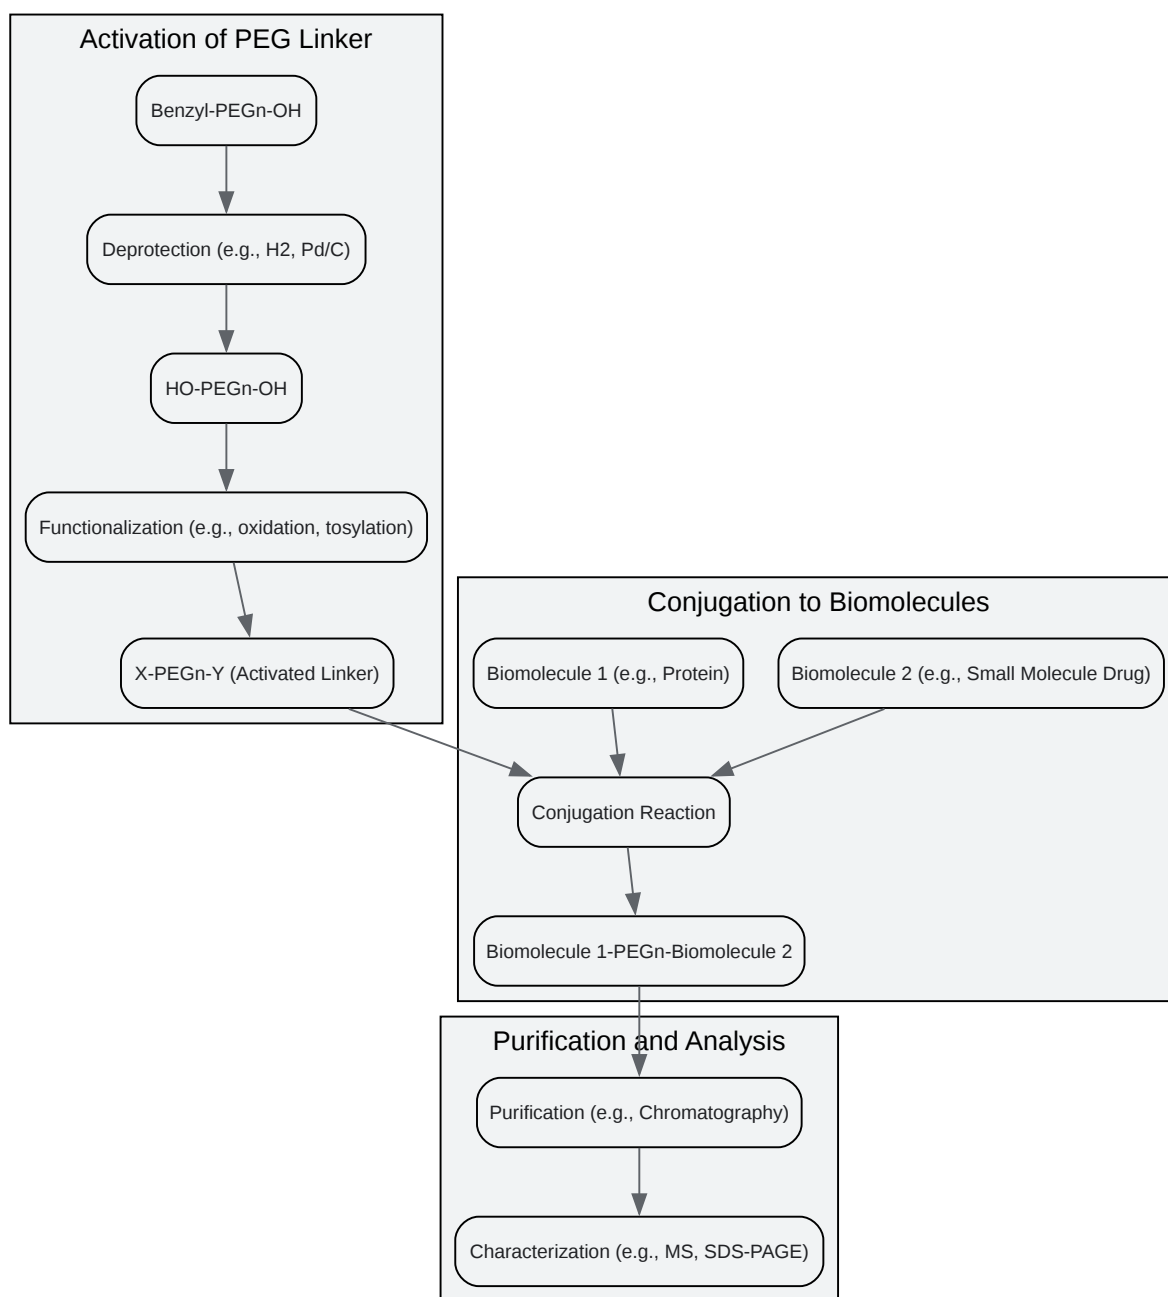 Activation of PEG Linker
Benzyl-PEGn-OH
Deprotection (e.g., H2, Pd/C)
HO-PEGn-OH
Functionalization (e.g., oxidation, tosylation)
X-PEGn-Y (Activated Linker)
Conjugation to Biomolecules
Biomolecule 1 (e.g., Protein)
Biomolecule 2 (e.g., Small Molecule Drug)
Conjugation Reaction
Biomolecule 1-PEGn-Biomolecule 2
Purification and Analysis
Purification (e.g., Chromatography)
Characterization (e.g., MS, SDS-PAGE)